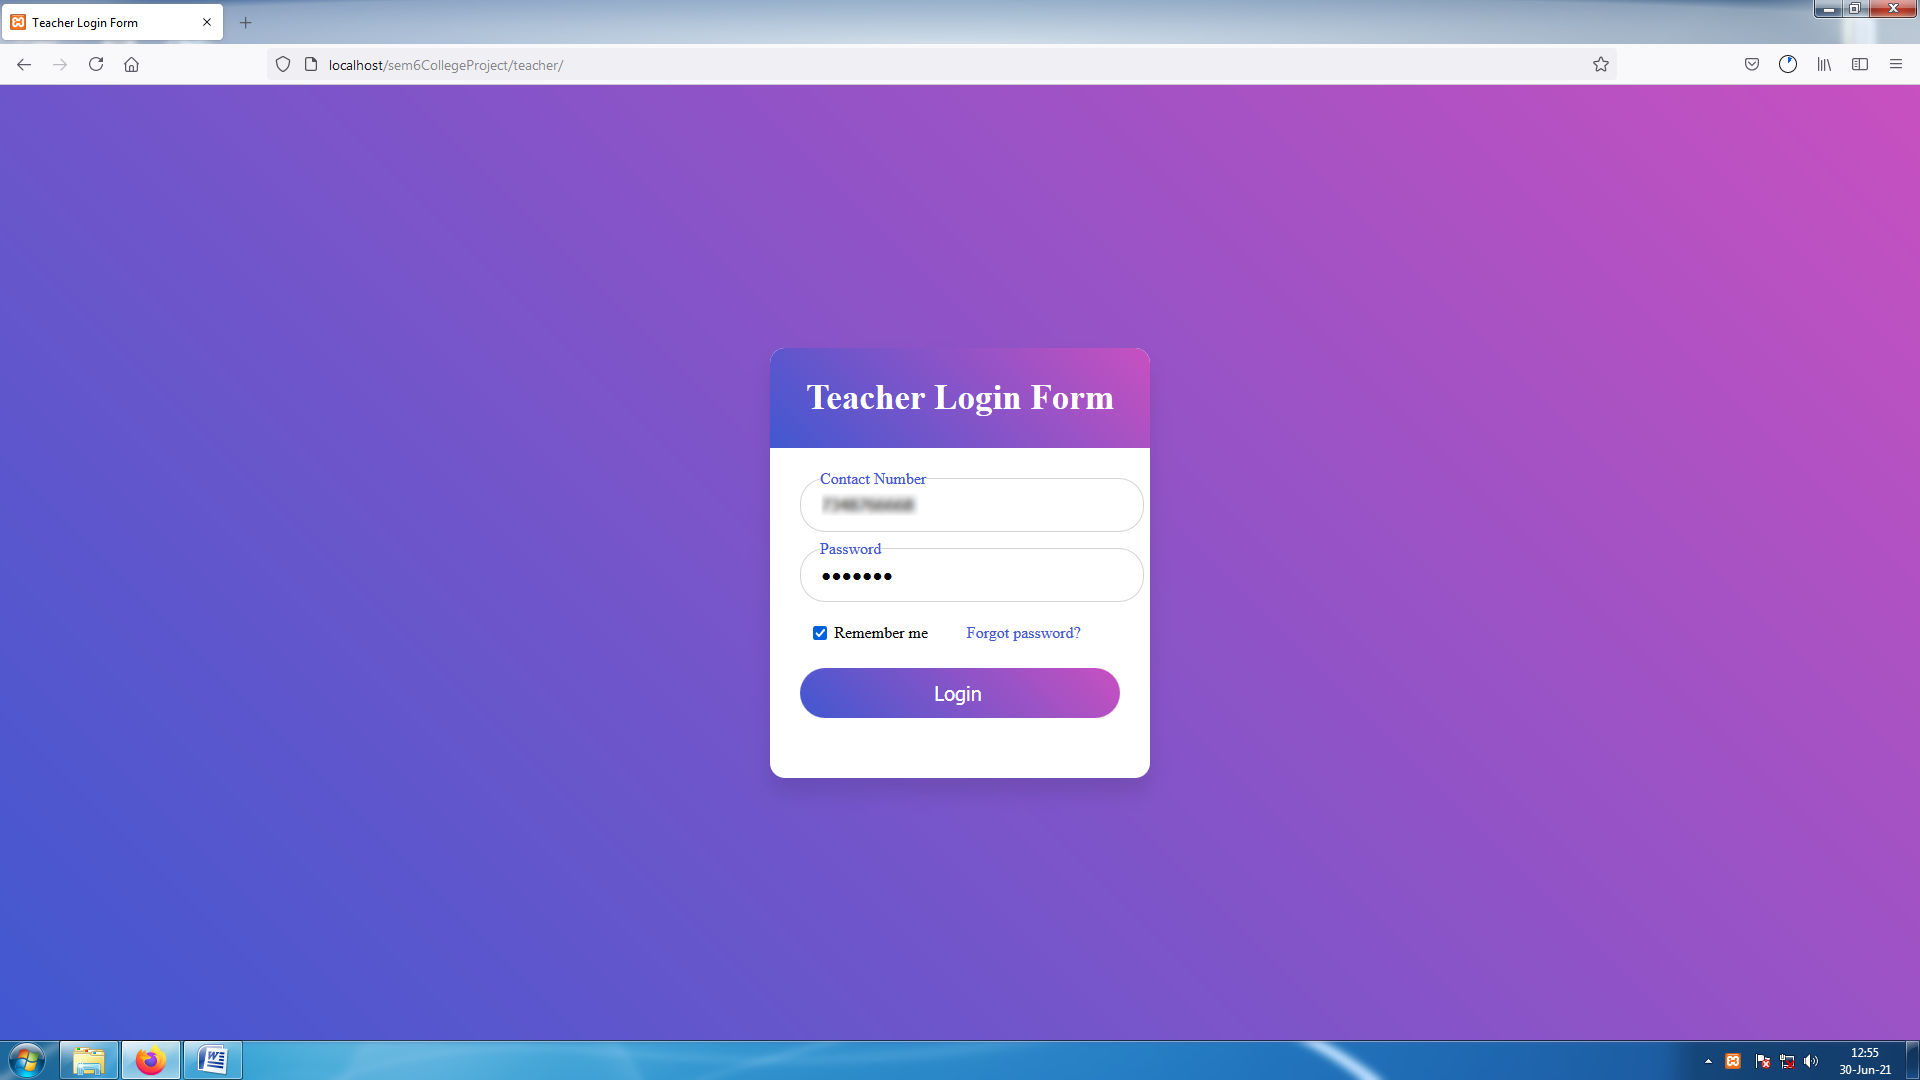 Teacher Login Form
localhost/sem6CollegeProject/teacher/
Teacher Login Form
Contact Number
Password
Remember me
Forgot password?
Login
12:55
30-Jun-21